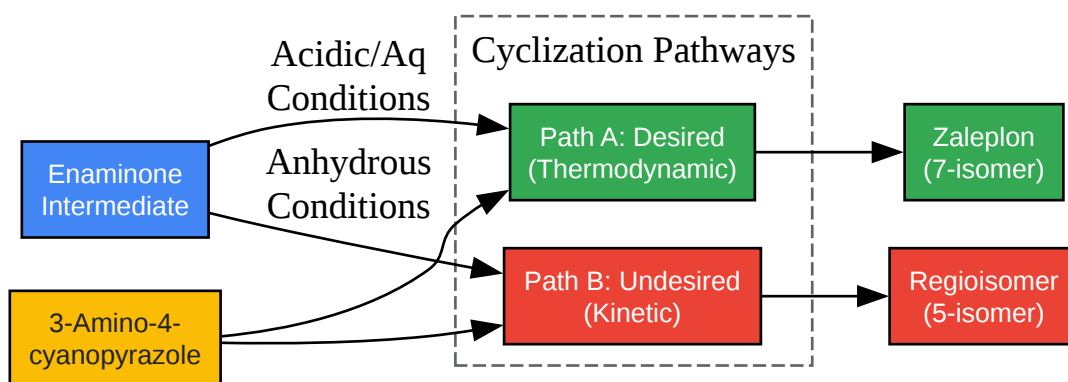 Acidic/Aq
Conditions
Cyclization Pathways
Enaminone
Intermediate
Anhydrous
Conditions
Path A: Desired
(Thermodynamic)
Zaleplon
(7-isomer)
3-Amino-4-
cyanopyrazole
Path B: Undesired
(Kinetic)
Regioisomer
(5-isomer)